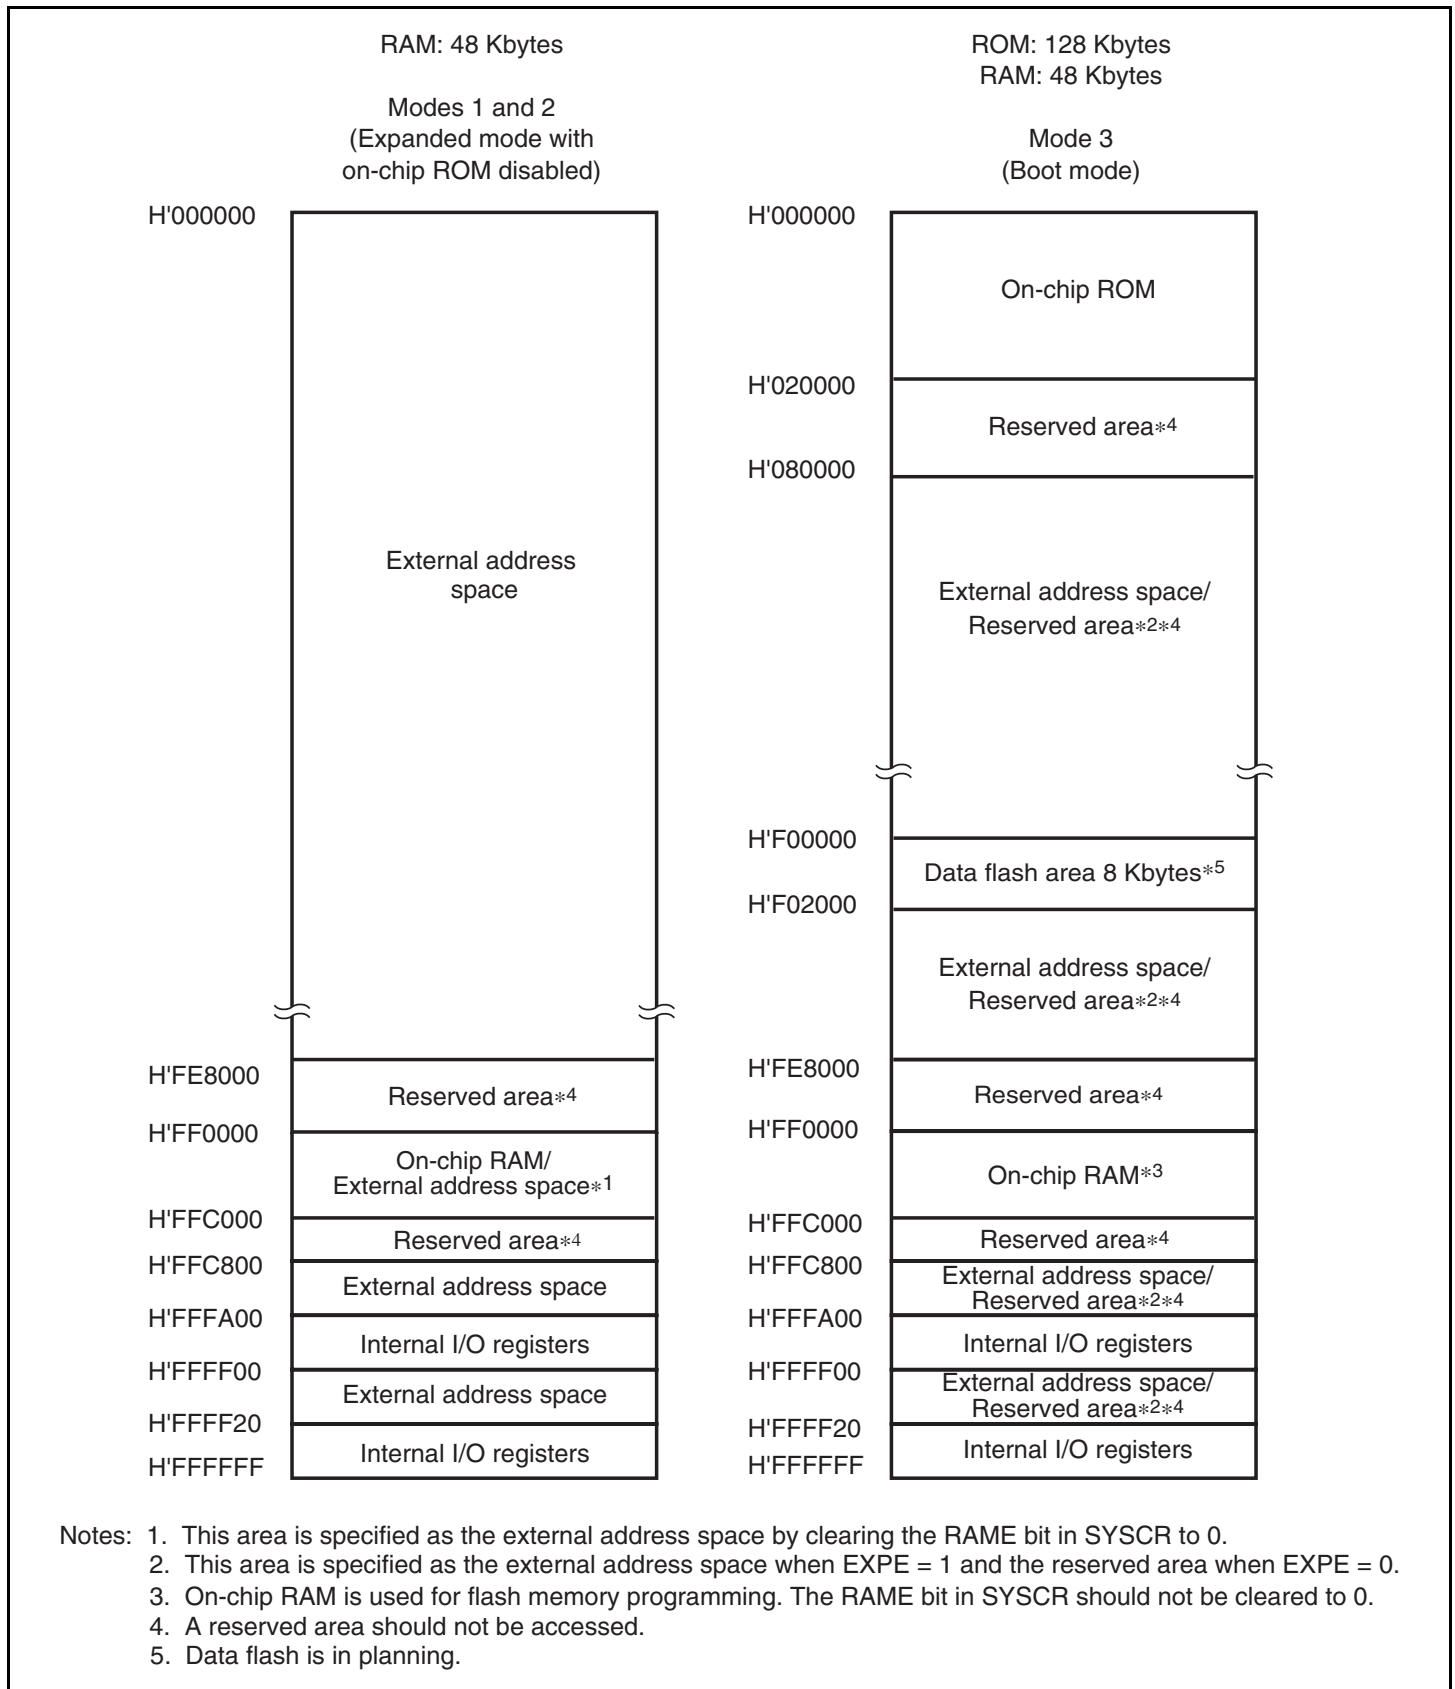 RAM: 48 Kbytes
Modes 1 and 2
(Expanded mode with
on-chip ROM disabled)
H'000000
External address
space
H'FE8000
Reserved area*4
H'FF0000
On-chip RAM/
External address space*1
H'FFC000
Reserved area*4
H'FFC800
External address space
H'FFFA00
Internal I/O registers
H'FFFF00
External address space
H'FFFF20
Internal I/O registers
H'FFFFFF
ROM: 128 Kbytes
RAM: 48 Kbytes
Mode 3
(Boot mode)
H'000000
On-chip ROM
H'020000
Reserved area*4
H'080000
External address space/
Reserved area*2*4
H'F00000
Data flash area 8 Kbytes*5
H'F02000
External address space/
Reserved area*2*4
H'FE8000
Reserved area*4
H'FF0000
On-chip RAM*3
H'FFC000
Reserved area*4
H'FFC800
External address space/
Reserved area*2*4
H'FFFA00
Internal I/O registers
H'FFFF00
External address space/
Reserved area*2*4
H'FFFF20
Internal I/O registers
H'FFFFFF
Notes: 1. This area is specified as the external address space by clearing the RAME bit in SYSCR to 0.
2. This area is specified as the external address space when EXPE = 1 and the reserved area when EXPE = 0.
3. On-chip RAM is used for flash memory programming. The RAME bit in SYSCR should not be cleared to 0.
4. A reserved area should not be accessed.
5. Data flash is in planning.